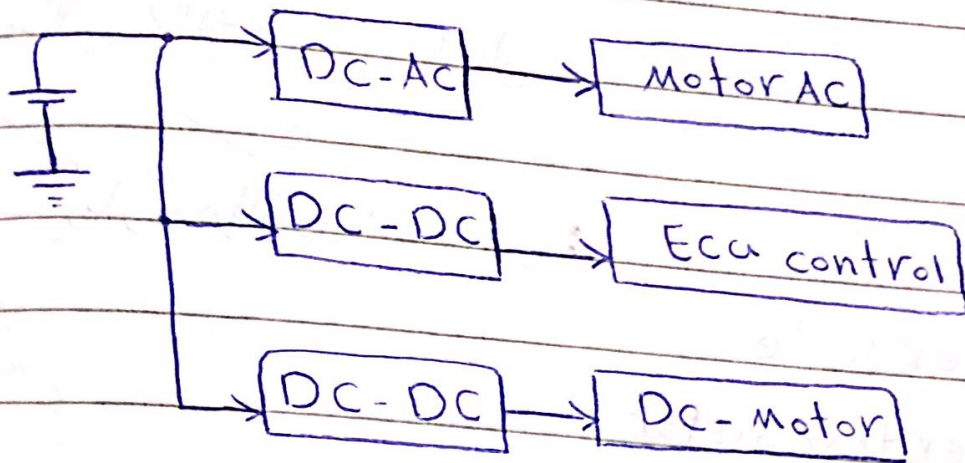 DC-AC
Motor AC
DC-DC
Ecu control
DC-DC
DC-Motor